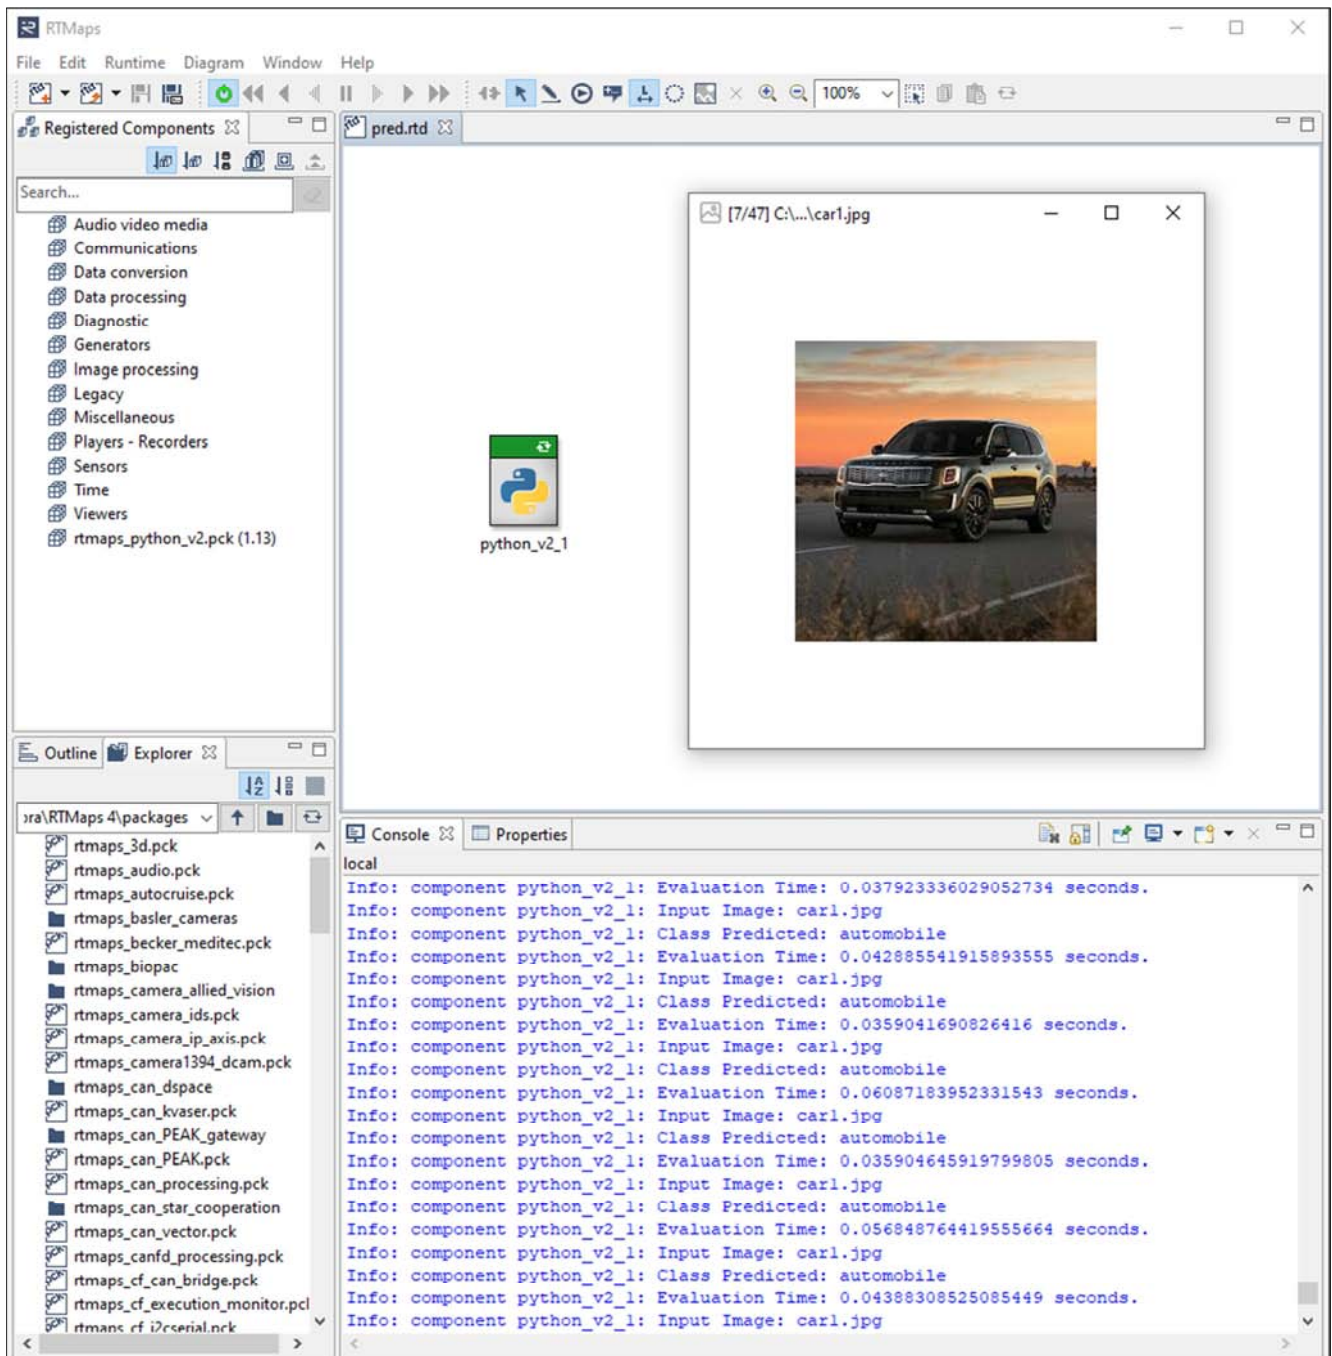 RTMaps
File Edit Runtime Diagram Window Help
100%
Registered Components
pred.rtd
Search...
Audio video media
Communications
Data conversion
Data processing
Diagnostic
Generators
Image processing
Legacy
Miscellaneous
Players - Recorders
Sensors
Time
Viewers
rtmaps_python_v2.pck (1.13)
python_v2_1
[7/47] C:\...\car1.jpg
Outline Explorer
ora\RTMaps 4\packages
rtmaps_3d.pck
rtmaps_audio.pck
rtmaps_autocruise.pck
rtmaps_basler_cameras
rtmaps_becker_meditec.pck
rtmaps_biopac
rtmaps_camera_allied_vision
rtmaps_camera_ids.pck
rtmaps_camera_ip_axis.pck
rtmaps_camera1394_dcam.pck
rtmaps_can_dspace
rtmaps_can_kvaser.pck
rtmaps_can_PEAK_gateway
rtmaps_can_PEAK.pck
rtmaps_can_processing.pck
rtmaps_can_star_cooperation
rtmaps_can_vector.pck
rtmaps_canfd_processing.pck
rtmaps_cf_can_bridge.pck
rtmaps_cf_execution_monitor.pcl
rtmaps_cf_i2cserial.pck
Console Properties
local
Info: component python_v2_1: Evaluation Time: 0.037923336029052734 seconds.
Info: component python_v2_1: Input Image: car1.jpg
Info: component python_v2_1: Class Predicted: automobile
Info: component python_v2_1: Evaluation Time: 0.042885541915893555 seconds.
Info: component python_v2_1: Input Image: car1.jpg
Info: component python_v2_1: Class Predicted: automobile
Info: component python_v2_1: Evaluation Time: 0.0359041690826416 seconds.
Info: component python_v2_1: Input Image: car1.jpg
Info: component python_v2_1: Class Predicted: automobile
Info: component python_v2_1: Evaluation Time: 0.06087183952331543 seconds.
Info: component python_v2_1: Input Image: car1.jpg
Info: component python_v2_1: Class Predicted: automobile
Info: component python_v2_1: Evaluation Time: 0.035904645919799805 seconds.
Info: component python_v2_1: Input Image: car1.jpg
Info: component python_v2_1: Class Predicted: automobile
Info: component python_v2_1: Evaluation Time: 0.056848764419555664 seconds.
Info: component python_v2_1: Input Image: car1.jpg
Info: component python_v2_1: Class Predicted: automobile
Info: component python_v2_1: Evaluation Time: 0.04388308525085449 seconds.
Info: component python_v2_1: Input Image: car1.jpg